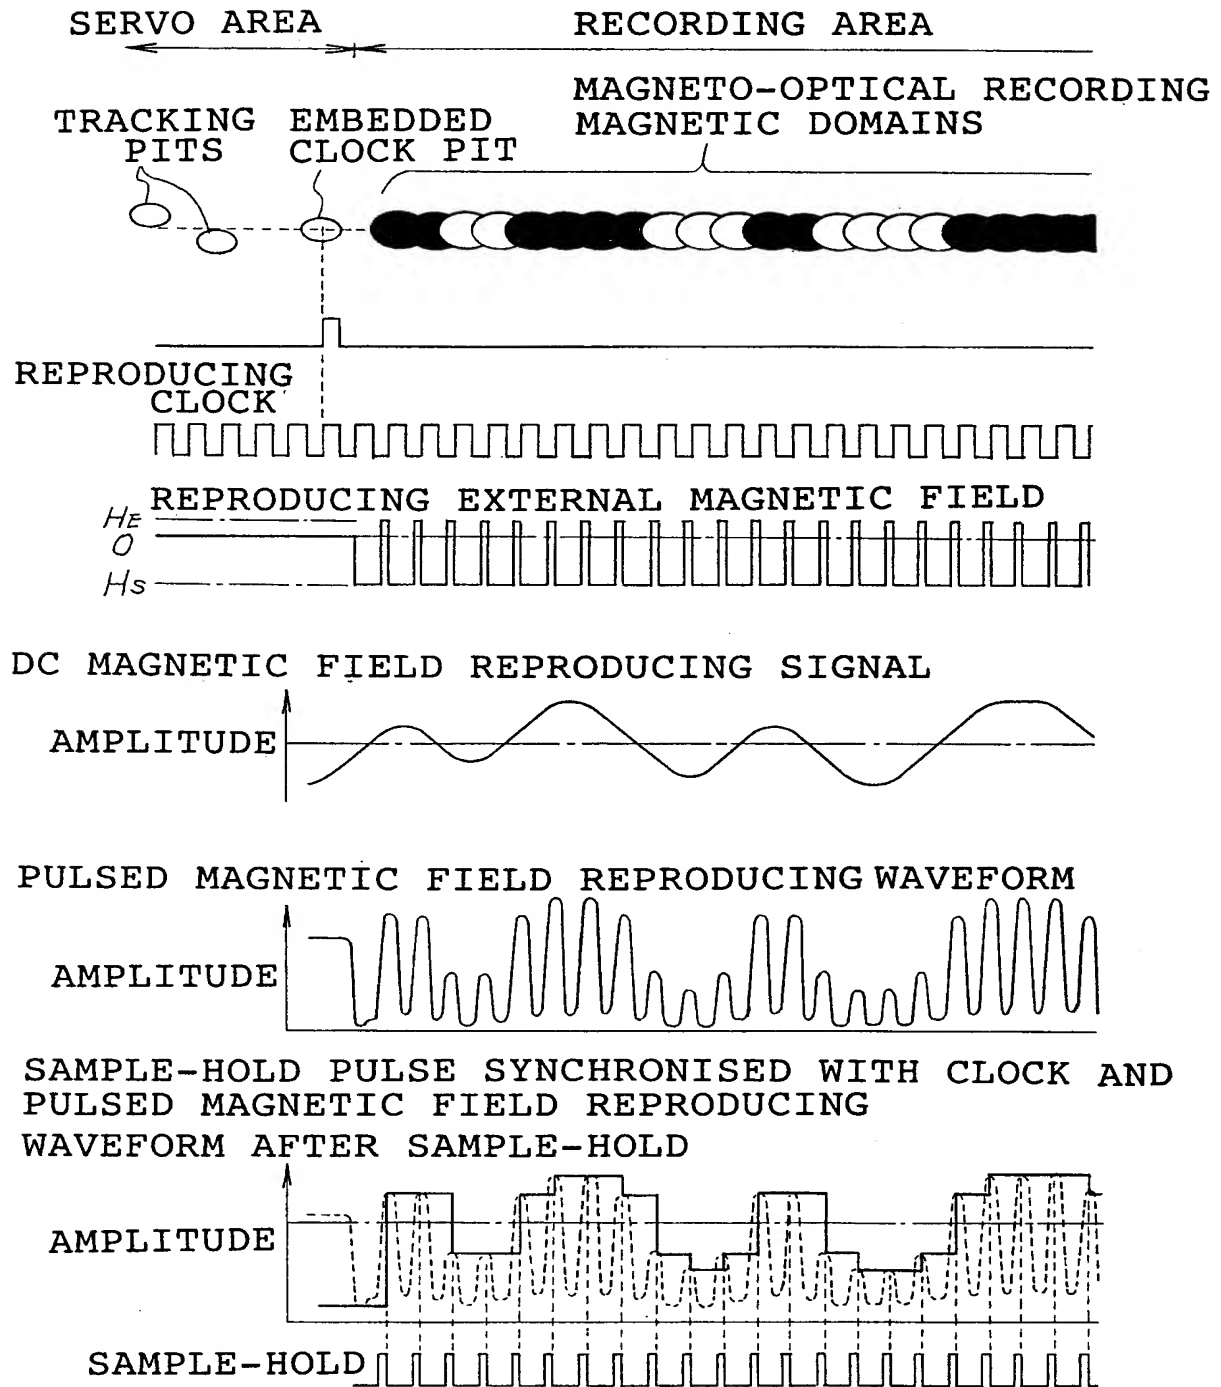 SERVO AREA
RECORDING AREA
MAGNETO-OPTICAL RECORDING
MAGNETIC DOMAINS
TRACKING
PITS
EMBEDDED
CLOCK PIT
REPRODUCING
CLOCK
REPRODUCING EXTERNAL MAGNETIC FIELD
HE
O
HS
DC MAGNETIC FIELD REPRODUCING SIGNAL
AMPLITUDE
PULSED MAGNETIC FIELD REPRODUCING WAVEFORM
AMPLITUDE
SAMPLE-HOLD PULSE SYNCHRONISED WITH CLOCK AND
PULSED MAGNETIC FIELD REPRODUCING
WAVEFORM AFTER SAMPLE-HOLD
AMPLITUDE
SAMPLE-HOLD